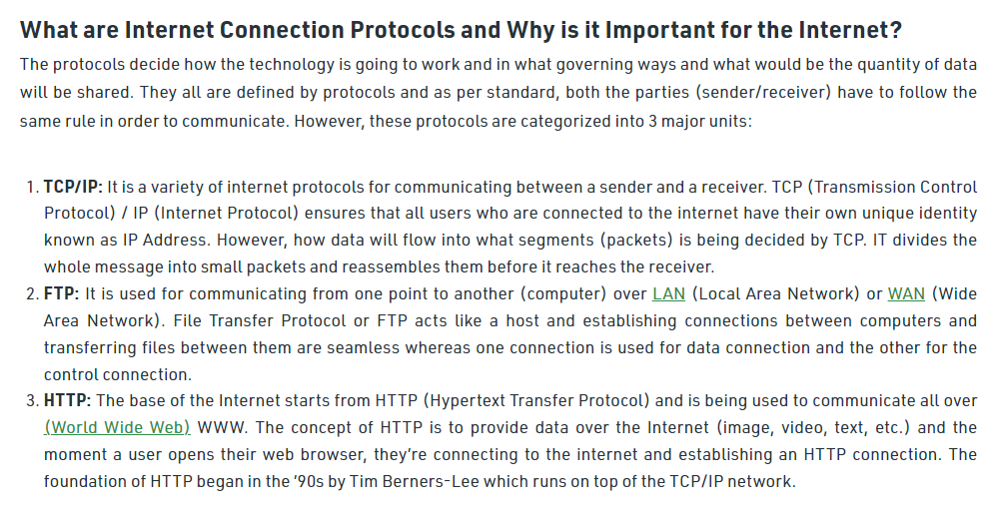 What are Internet Connection Protocols and Why is it Important for the Internet?
The protocols decide how the technology is going to work and in what governing ways and what would be the quantity of data
will be shared. They all are defined by protocols and as per standard, both the parties (sender/receiver) have to follow the
same rule in order to communicate. However, these protocols are categorized into 3 major units:
1. TCP/IP: It is a variety of internet protocols for communicating between a sender and a receiver. TCP (Transmission Control
Protocol) / IP (Internet Protocol) ensures that all users who are connected to the internet have their own unique identity
known as IP Address. However, how data will flow into what segments (packets) is being decided by TCP. IT divides the
whole message into small packets and reassembles them before it reaches the receiver.
2. FTP: It is used for communicating from one point to another (computer) over LAN (Local Area Network) or WAN (Wide
Area Network). File Transfer Protocol or FTP acts like a host and establishing connections between computers and
transferring files between them are seamless whereas one connection is used for data connection and the other for the
control connection.
3. HTTP: The base of the Internet starts from HTTP (Hypertext Transfer Protocol) and is being used to communicate all over
(World Wide Web) WWW. The concept of HTTP is to provide data over the Internet (image, video, text, etc.) and the
moment a user opens their web browser, they're connecting to the internet and establishing an HTTP connection. The
foundation of HTTP began in the '90s by Tim Berners-Lee which runs on top of the TCP/IP network.